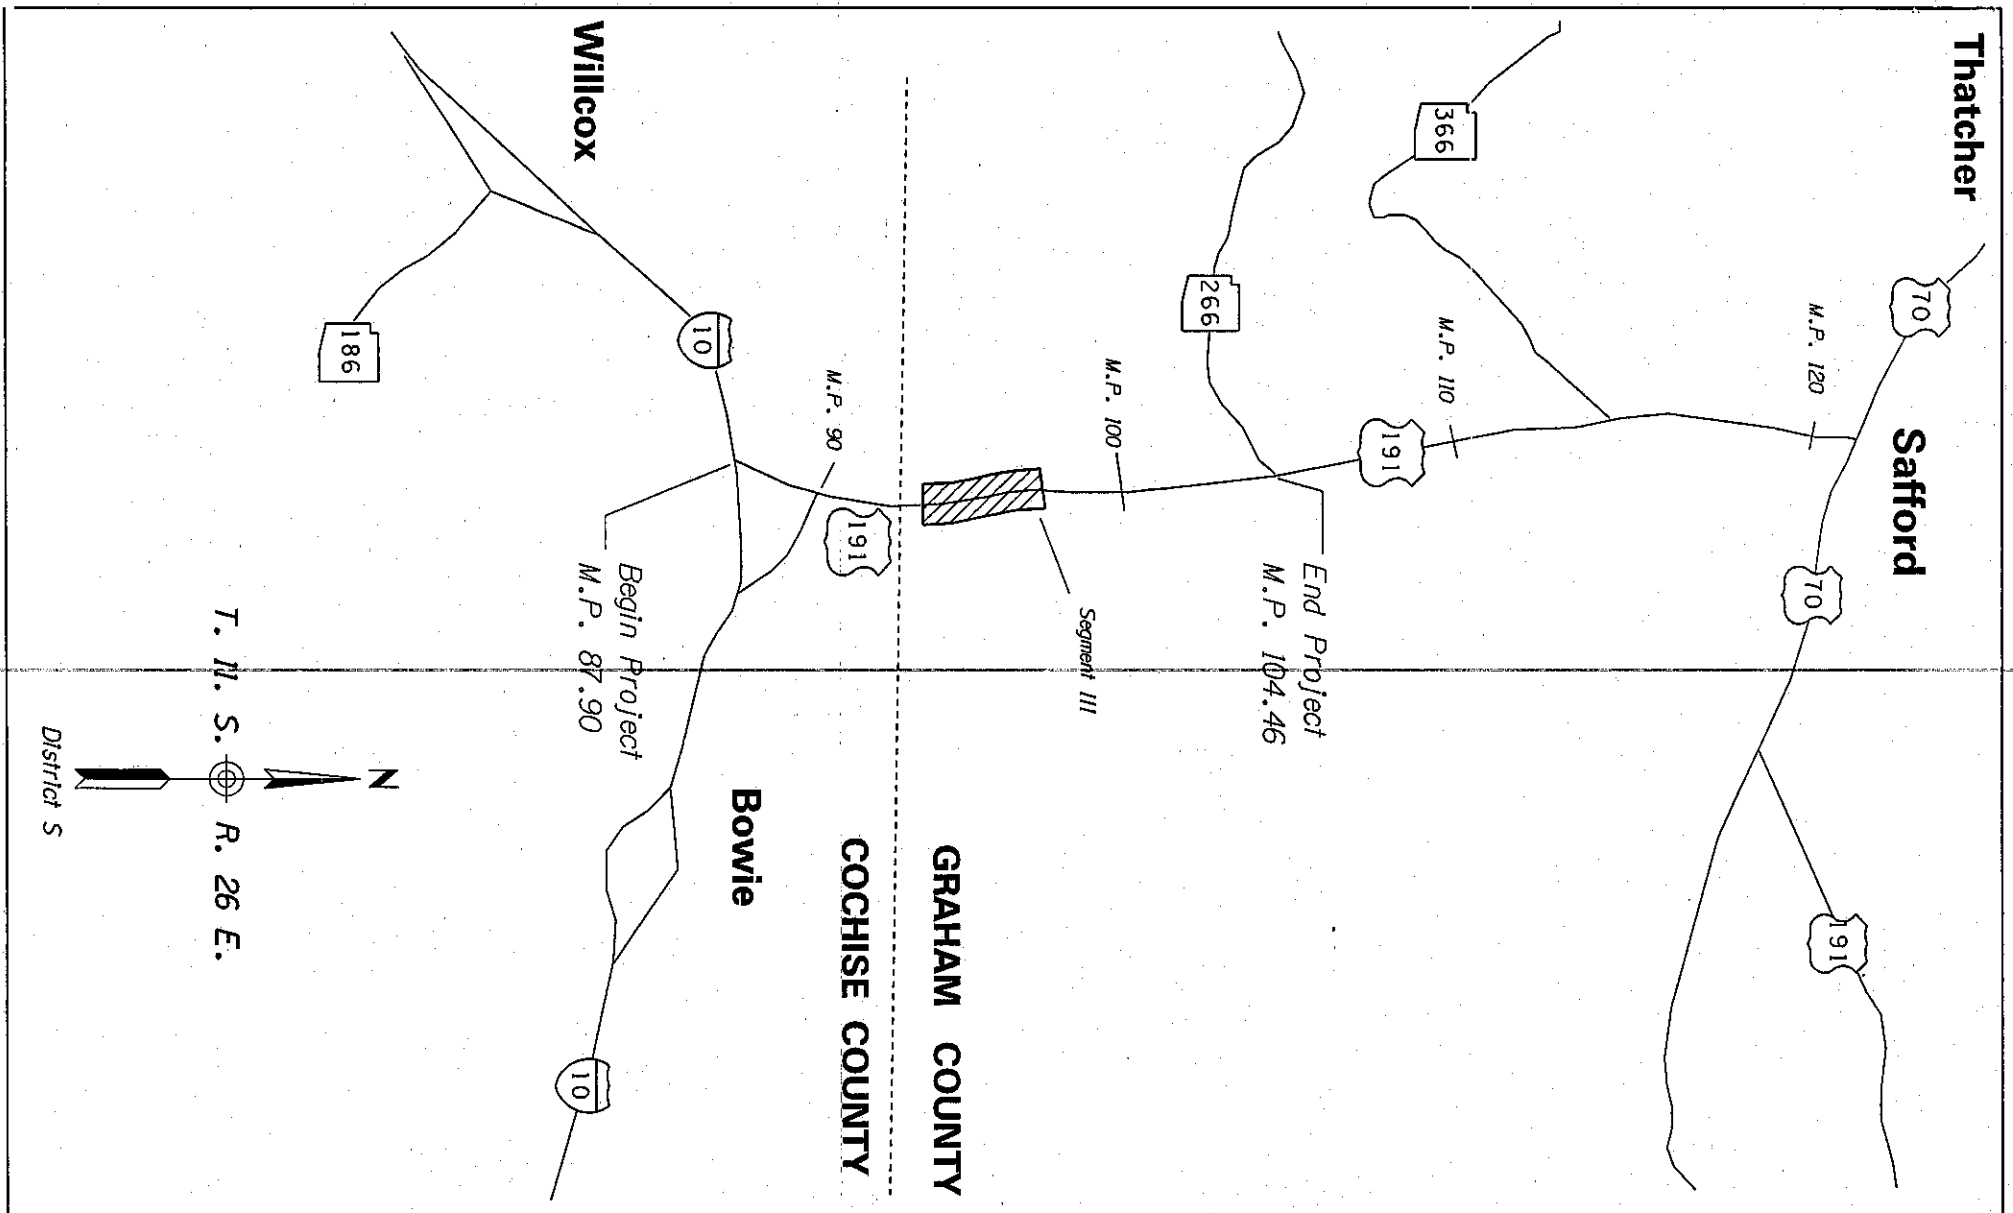 Thatcher
70
Safford
M.P. 120
70
191
366
M.P. 110
191
266
End Project
M.P. 104.46
M.P. 100
Segment III
GRAHAM COUNTY
COCHISE COUNTY
M.P. 90
191
Willcox
10
Bowie
Begin Project
M.P. 87.90
10
186
N
T. 11. S. R. 26 E.
District S